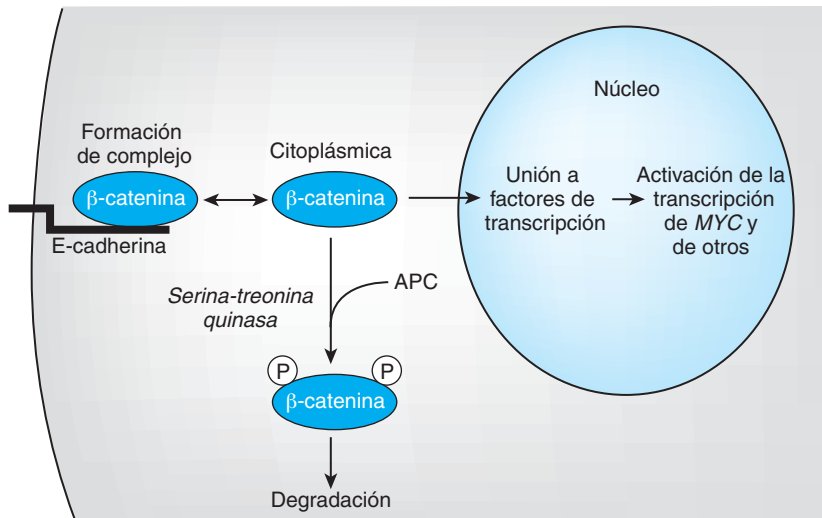 Núcleo
Formación
de complejo
Citoplásmica
β-catenina
β-catenina
Unión a
factores de
transcripción
Activación de la
transcripción
de MYC y
de otros
E-cadherina
Serina-treonina
quinasa
APC
P
P
β-catenina
Degradación